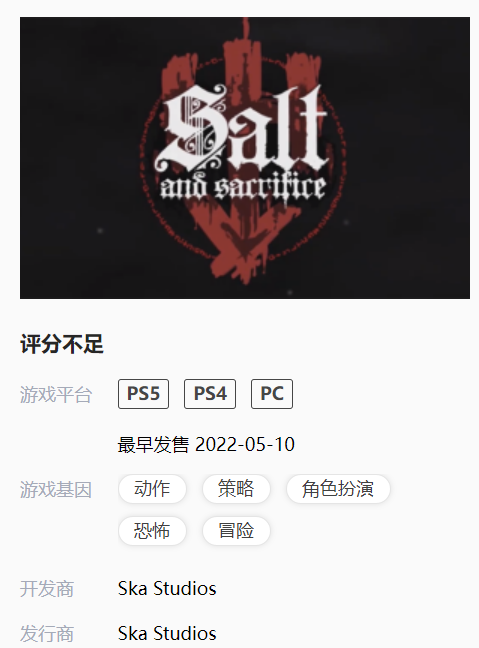 Salt
and sacrifice
评分不足
游戏平台 PS5 PS4 PC
最早发售 2022-05-10
游戏基因 动作 策略 角色扮演
恐怖 冒险
开发商 Ska Studios
发行商 Ska Studios